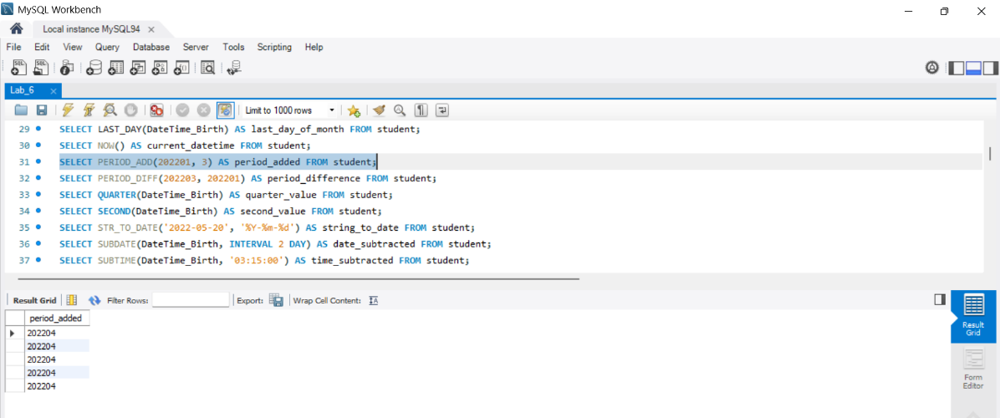 MySQL Workbench
Local instance MySQL94
File Edit View Query Database Server Tools Scripting Help
Lab_6
Limit to 1000 rows
29 SELECT LAST_DAY(DateTime_Birth) AS last_day_of_month FROM student;
30 SELECT NOW() AS current_datetime FROM student;
31 SELECT PERIOD_ADD(202201, 3) AS period_added FROM student;
32 SELECT PERIOD_DIFF(202203, 202201) AS period_difference FROM student;
33 SELECT QUARTER(DateTime_Birth) AS quarter_value FROM student;
34 SELECT SECOND(DateTime_Birth) AS second_value FROM student;
35 SELECT STR_TO_DATE('2022-05-20', '%Y-%m-%d') AS string_to_date FROM student;
36 SELECT SUBDATE(DateTime_Birth, INTERVAL 2 DAY) AS date_subtracted FROM student;
37 SELECT SUBTIME(DateTime_Birth, '03:15:00') AS time_subtracted FROM student;
Result Grid Filter Rows: Export: Wrap Cell Content:
period_added
202204
202204
202204
202204
202204
Result
Grid
Form
Editor